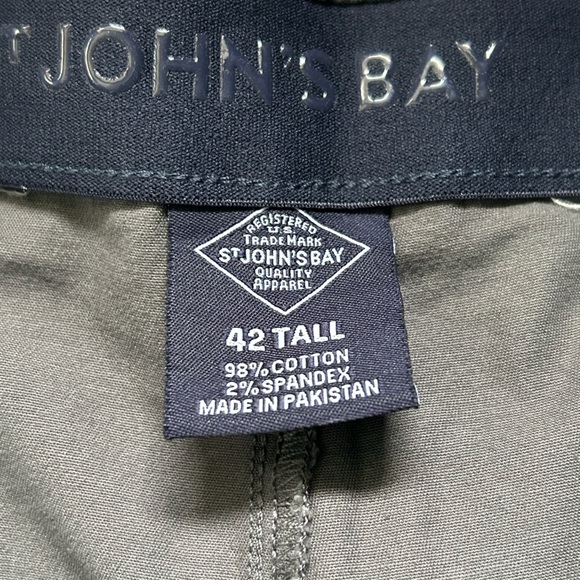 ST JOHN'S BAY
REGISTERED
U.S.
TRADE MARK
ST JOHN'S BAY
QUALITY
APPAREL
42 TALL
98% COTTON
2% SPANDEX
MADE IN PAKISTAN